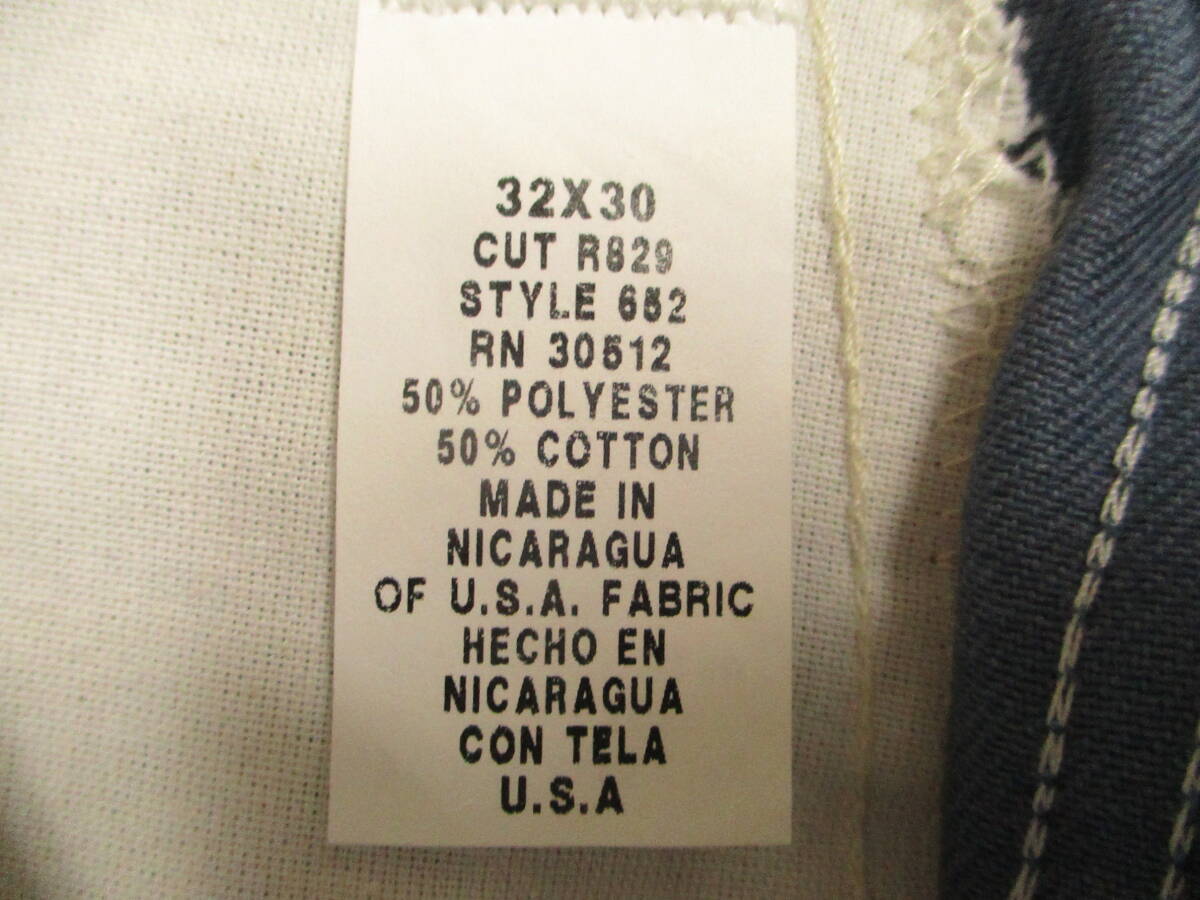 32X30
CUT R829
STYLE 652
RN 30512
50% POLYESTER
50% COTTON
MADE IN
NICARAGUA
OF U.S.A. FABRIC
HECHO EN
NICARAGUA
CON TELA
U.S.A